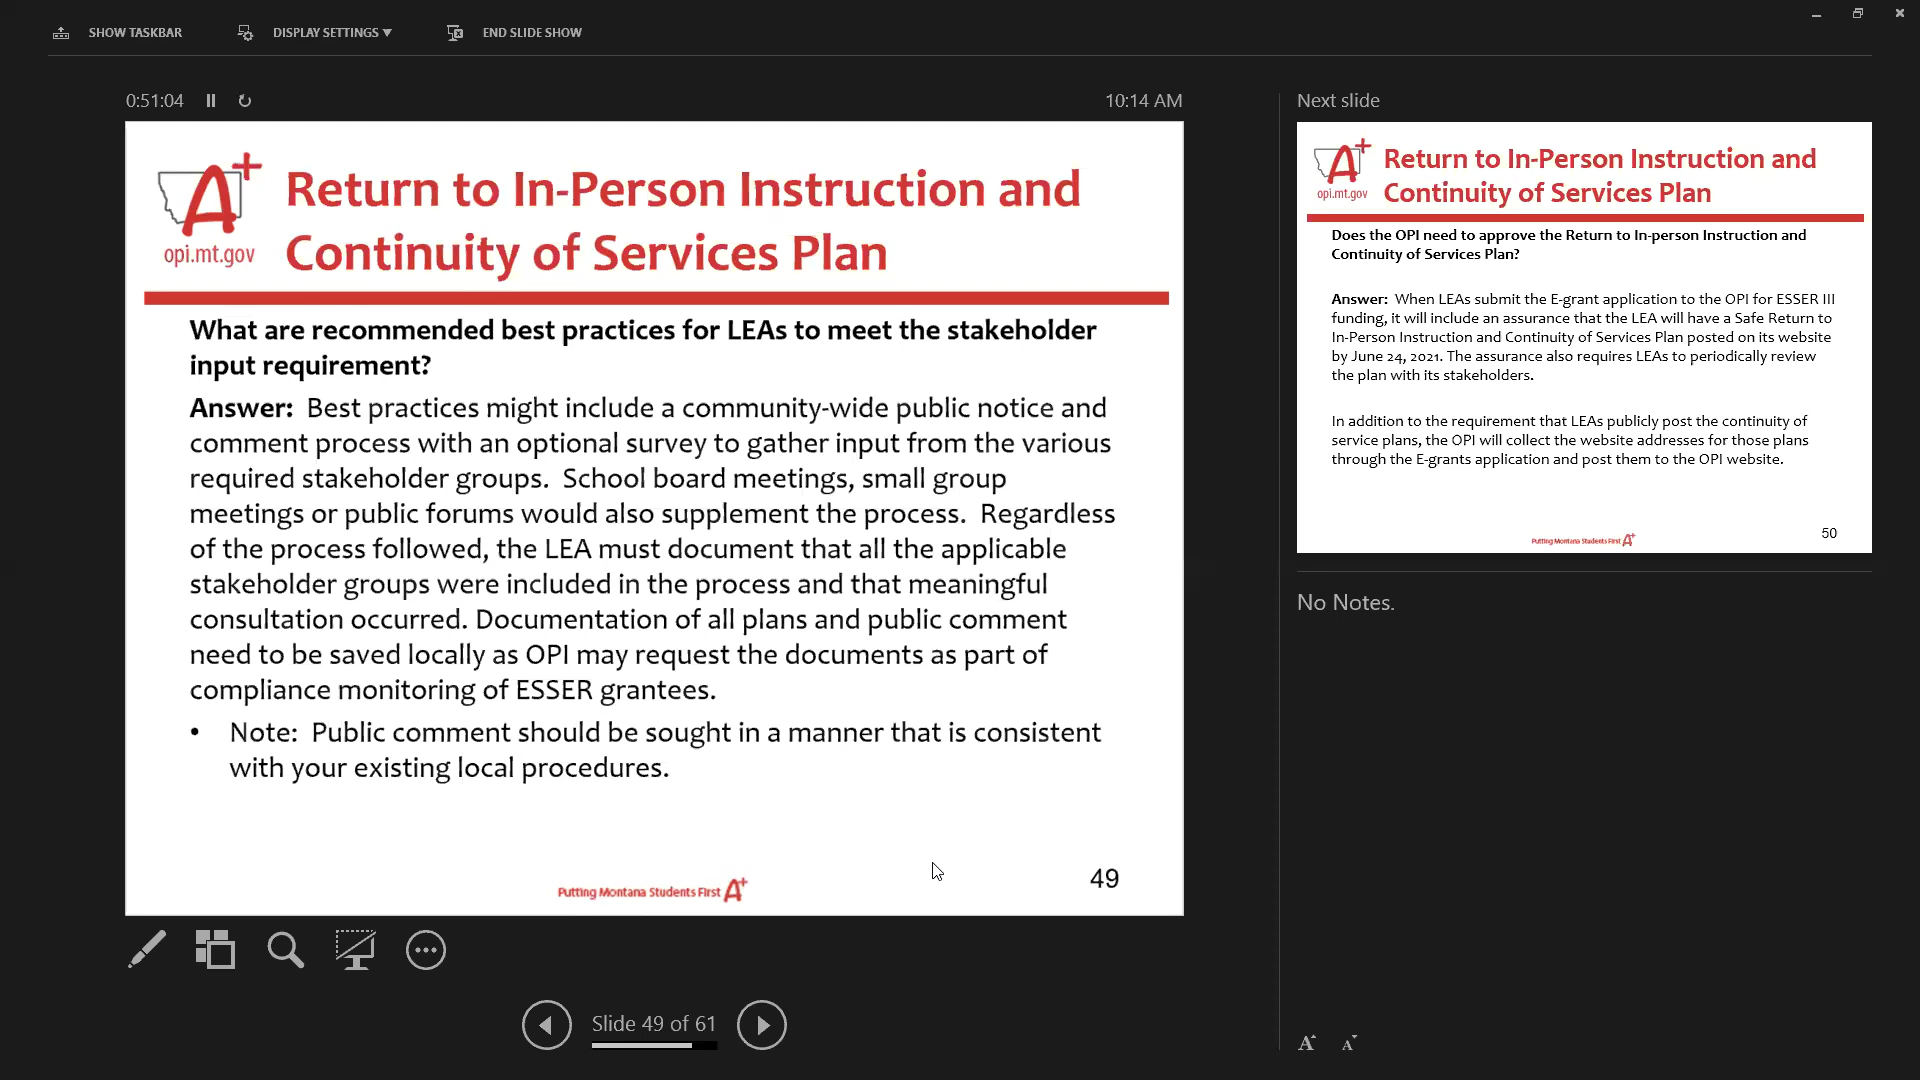 SHOW TASKBAR
DISPLAY SETTINGS ▼
END SLIDE SHOW
0:51:04
10:14 AM
A+
opi.mt.gov
Return to In-Person Instruction and
Continuity of Services Plan
What are recommended best practices for LEAs to meet the stakeholder
input requirement?
Answer:  Best practices might include a community-wide public notice and
comment process with an optional survey to gather input from the various
required stakeholder groups.  School board meetings, small group
meetings or public forums would also supplement the process.  Regardless
of the process followed, the LEA must document that all the applicable
stakeholder groups were included in the process and that meaningful
consultation occurred. Documentation of all plans and public comment
need to be saved locally as OPI may request the documents as part of
compliance monitoring of ESSER grantees.
• Note:  Public comment should be sought in a manner that is consistent
with your existing local procedures.
Putting Montana Students First A+
49
Slide 49 of 61
Next slide
A+
opi.mt.gov
Return to In-Person Instruction and
Continuity of Services Plan
Does the OPI need to approve the Return to In-person Instruction and
Continuity of Services Plan?
Answer:  When LEAs submit the E-grant application to the OPI for ESSER III
funding, it will include an assurance that the LEA will have a Safe Return to
In-Person Instruction and Continuity of Services Plan posted on its website
by June 24, 2021. The assurance also requires LEAs to periodically review
the plan with its stakeholders.
In addition to the requirement that LEAs publicly post the continuity of
service plans, the OPI will collect the website addresses for those plans
through the E-grants application and post them to the OPI website.
Putting Montana Students First A+
50
No Notes.
A A